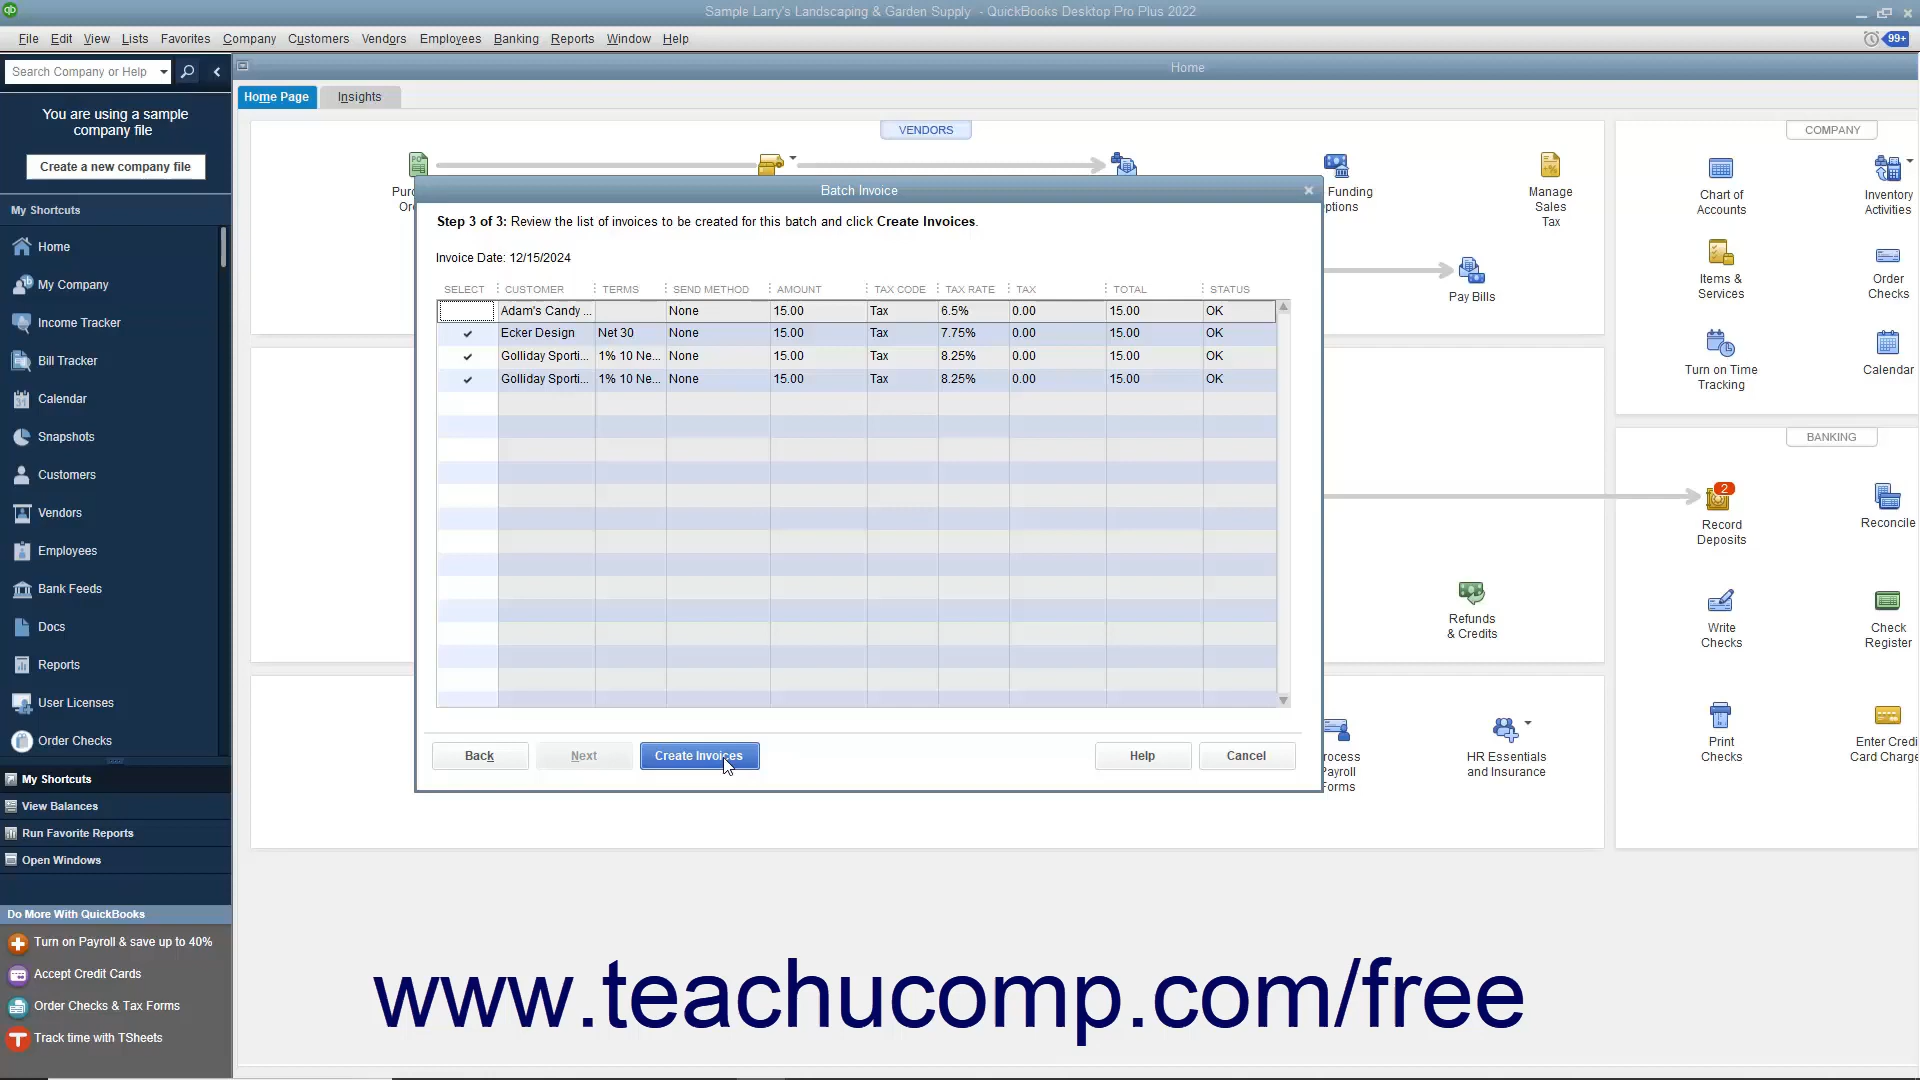 Sample Larry's Landscaping & Garden Supply - QuickBooks Desktop Pro Plus 2022
File Edit View Lists Favorites Company Customers Vendors Employees Banking Reports Window Help
99+
Search Company or Help
Home
You are using a sample
company file
Create a new company file
Home Page
Insights
My Shortcuts
Home
My Company
Income Tracker
Bill Tracker
Calendar
31
Snapshots
Customers
Vendors
Employees
Bank Feeds
Docs
Reports
User Licenses
Order Checks
My Shortcuts
View Balances
Run Favorite Reports
Open Windows
Do More With QuickBooks
Turn on Payroll & save up to 40%
Accept Credit Cards
Order Checks & Tax Forms
Track time with TSheets
VENDORS
Purc
Ord
Funding
ptions
Manage
Sales
Tax
Pay Bills
Refunds
& Credits
rocess
Payroll
Forms
HR Essentials
and Insurance
Batch Invoice
Step 3 of 3: Review the list of invoices to be created for this batch and click Create Invoices.
Invoice Date: 12/15/2024
SELECT CUSTOMER TERMS SEND METHOD AMOUNT TAX CODE TAX RATE TAX TOTAL STATUS
Adam's Candy ... None 15.00 Tax 6.5% 0.00 15.00 OK
✓ Ecker Design Net 30 None 15.00 Tax 7.75% 0.00 15.00 OK
✓ Golliday Sporti... 1% 10 Ne... None 15.00 Tax 8.25% 0.00 15.00 OK
✓ Golliday Sporti... 1% 10 Ne... None 15.00 Tax 8.25% 0.00 15.00 OK
Back
Next
Create Invoices
Help
Cancel
COMPANY
Chart of
Accounts
Inventory
Activities
Items &
Services
Order
Checks
Turn on Time
Tracking
Calendar
BANKING
2
Record
Deposits
Reconcile
Write
Checks
Check
Register
Print
Checks
Enter Credi
Card Charge
www.teachucomp.com/free